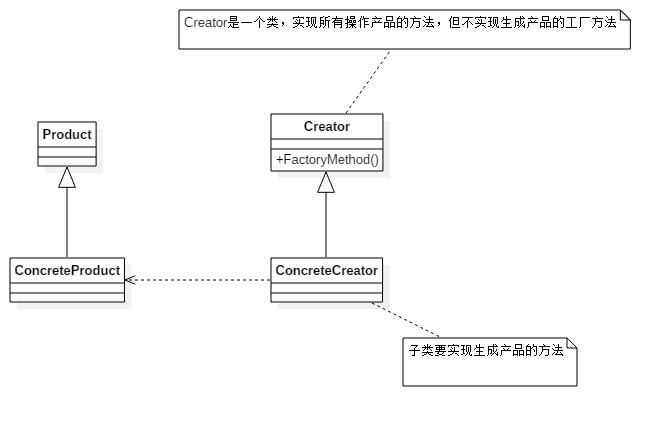 Creator是一个类，实现所有操作产品的方法，但不实现生成产品的工厂方法
Product
Creator
+FactoryMethod()
ConcreteProduct
ConcreteCreator
子类要实现生成产品的方法